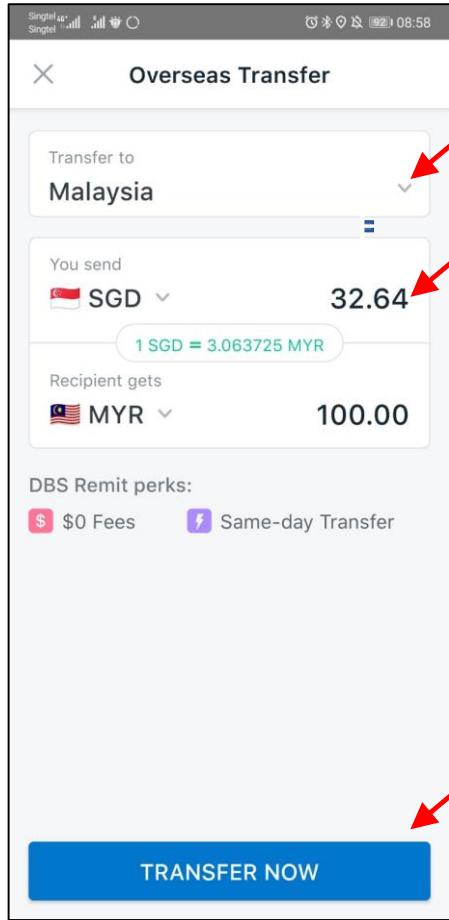 Singtel 4G+
Singtel
92 08:58
Overseas Transfer
Transfer to
Malaysia
You send
SGD 32.64
1 SGD = 3.063725 MYR
Recipient gets
MYR 100.00
DBS Remit perks:
$ $0 Fees Same-day Transfer
TRANSFER NOW